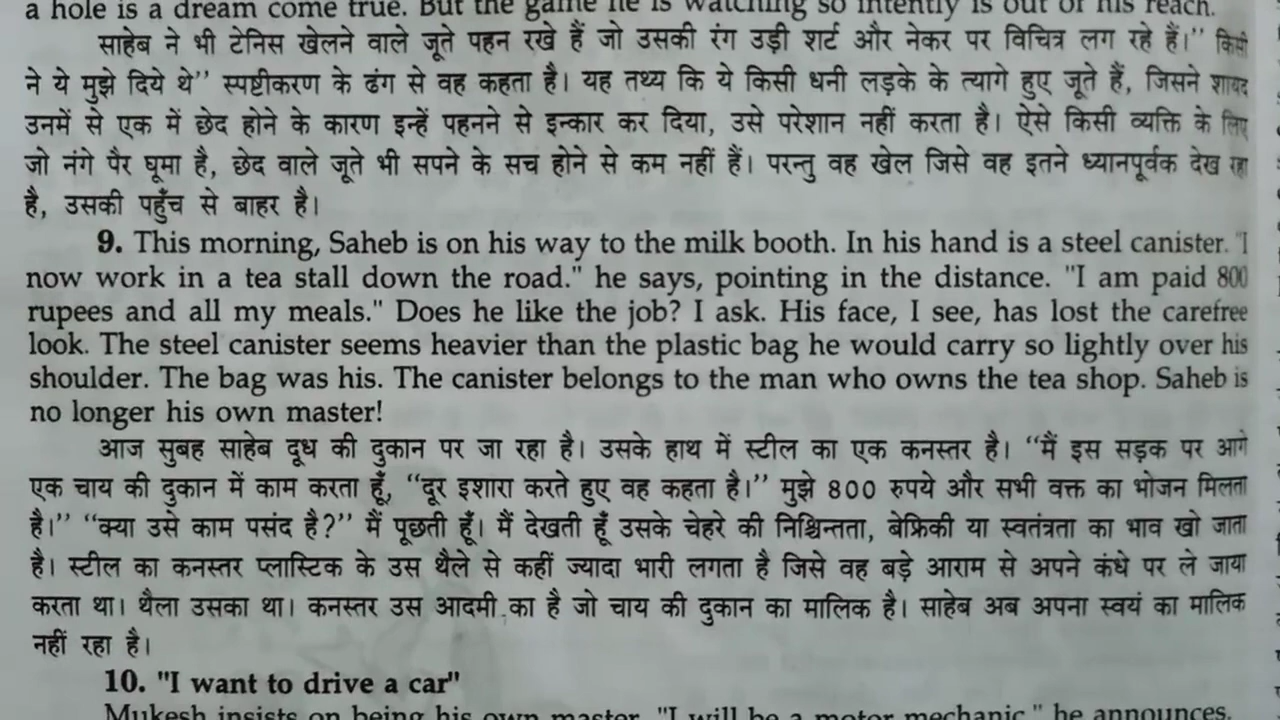 a hole is a dream come true. But the game he is watching so intently is out of his reach.
साहेब ने भी टेनिस खेलने वाले जूते पहन रखे हैं जो उसकी रंग उड़ी शर्ट और नेकर पर विचित्र लग रहे हैं।" किसी
ने ये मुझे दिये थे" स्पष्टीकरण के ढंग से वह कहता है। यह तथ्य कि ये किसी धनी लड़के के त्यागे हुए जूते हैं, जिसने शायद
उनमें से एक में छेद होने के कारण इन्हें पहनने से इन्कार कर दिया, उसे परेशान नहीं करता है। ऐसे किसी व्यक्ति के लिए
जो नंगे पैर घूमा है, छेद वाले जूते भी सपने के सच होने से कम नहीं हैं। परन्तु वह खेल जिसे वह इतने ध्यानपूर्वक देख रहा
है, उसकी पहुँच से बाहर है।
9. This morning, Saheb is on his way to the milk booth. In his hand is a steel canister. "I
now work in a tea stall down the road." he says, pointing in the distance. "I am paid 800
rupees and all my meals." Does he like the job? I ask. His face, I see, has lost the carefree
look. The steel canister seems heavier than the plastic bag he would carry so lightly over his
shoulder. The bag was his. The canister belongs to the man who owns the tea shop. Saheb is
no longer his own master!
आज सुबह साहेब दूध की दुकान पर जा रहा है। उसके हाथ में स्टील का एक कनस्तर है। "मैं इस सड़क पर आगे
एक चाय की दुकान में काम करता हूँ, "दूर इशारा करते हुए वह कहता है।" मुझे 800 रुपये और सभी वक्त का भोजन मिलता
है।" "क्या उसे काम पसंद है?" मैं पूछती हूँ। मैं देखती हूँ उसके चेहरे की निश्चिन्तता, बेफ्रिकी या स्वतंत्रता का भाव खो जाता
है। स्टील का कनस्तर प्लास्टिक के उस थैले से कहीं ज्यादा भारी लगता है जिसे वह बड़े आराम से अपने कंधे पर ले जाया
करता था। थैला उसका था। कनस्तर उस आदमी का है जो चाय की दुकान का मालिक है। साहेब अब अपना स्वयं का मालिक
नहीं रहा है।
10. "I want to drive a car"
Mukesh insists on being his own master. "I will be a motor mechanic," he announces.